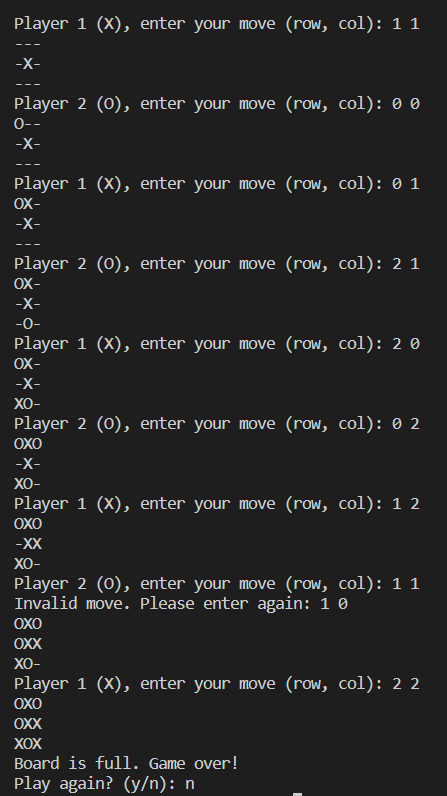 Player 1 (X), enter your move (row, col): 1 1
---
-X-
---
Player 2 (O), enter your move (row, col): 0 0
O--
-X-
---
Player 1 (X), enter your move (row, col): 0 1
OX-
-X-
---
Player 2 (O), enter your move (row, col): 2 1
OX-
-X-
-O-
Player 1 (X), enter your move (row, col): 2 0
OX-
-X-
XO-
Player 2 (O), enter your move (row, col): 0 2
OXO
-X-
XO-
Player 1 (X), enter your move (row, col): 1 2
OXO
-XX
XO-
Player 2 (O), enter your move (row, col): 1 1
Invalid move. Please enter again: 1 0
OXO
OXX
XO-
Player 1 (X), enter your move (row, col): 2 2
OXO
OXX
XOX
Board is full. Game over!
Play again? (y/n): n